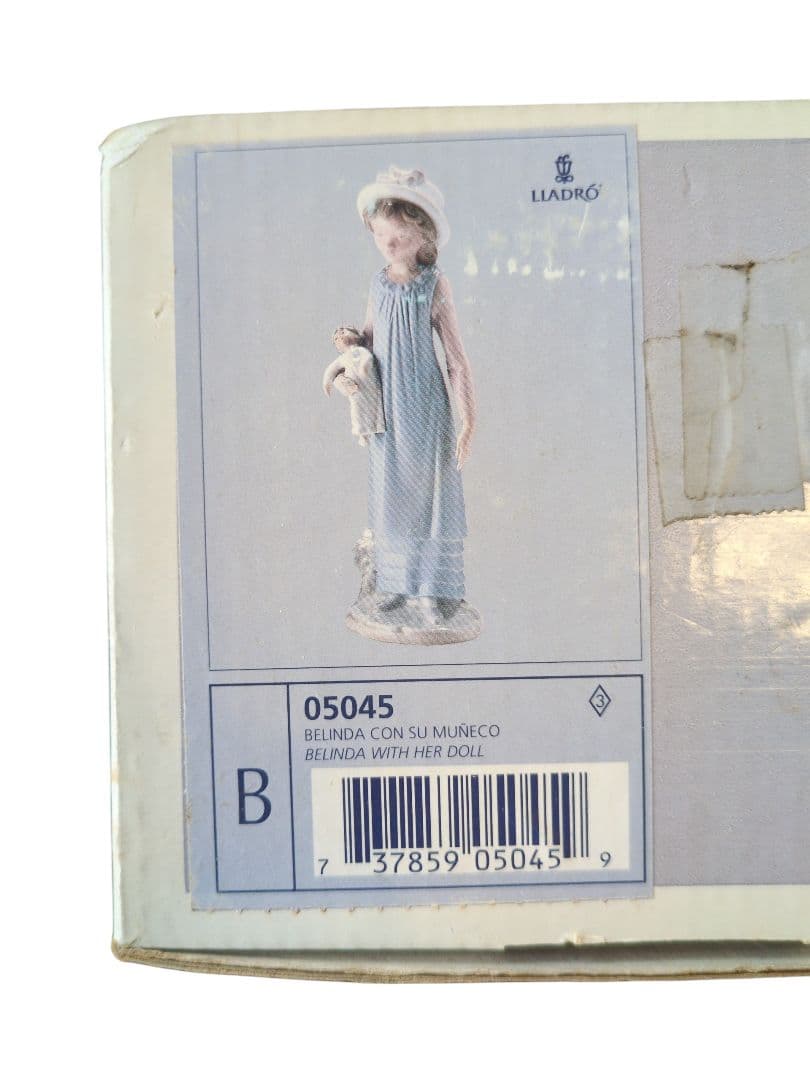 LLADRÓ
05045
3
BELINDA CON SU MUÑECO
BELINDA WITH HER DOLL
B
7 37859 05045 9